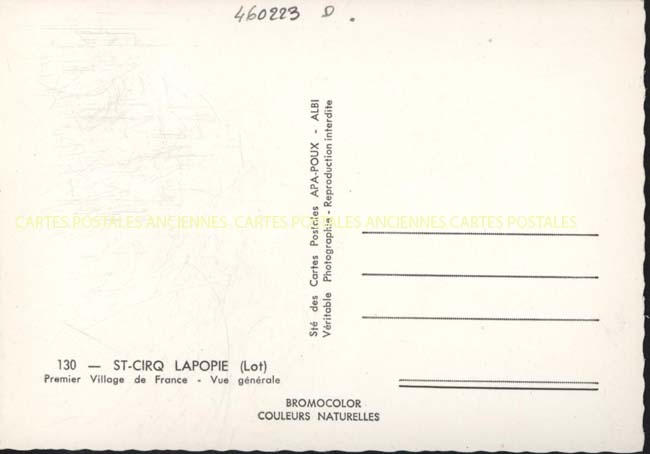 460223 D.
Sté des Cartes Postales APA-POUX - ALBI
Véritable Photographie - Reproduction interdite
CARTES POSTALES ANCIENNES CARTES POSTALES ANCIENNES CARTES POSTALES
130 — ST-CIRQ LAPOPIE (Lot)
Premier Village de France - Vue générale
BROMOCOLOR
COULEURS NATURELLES